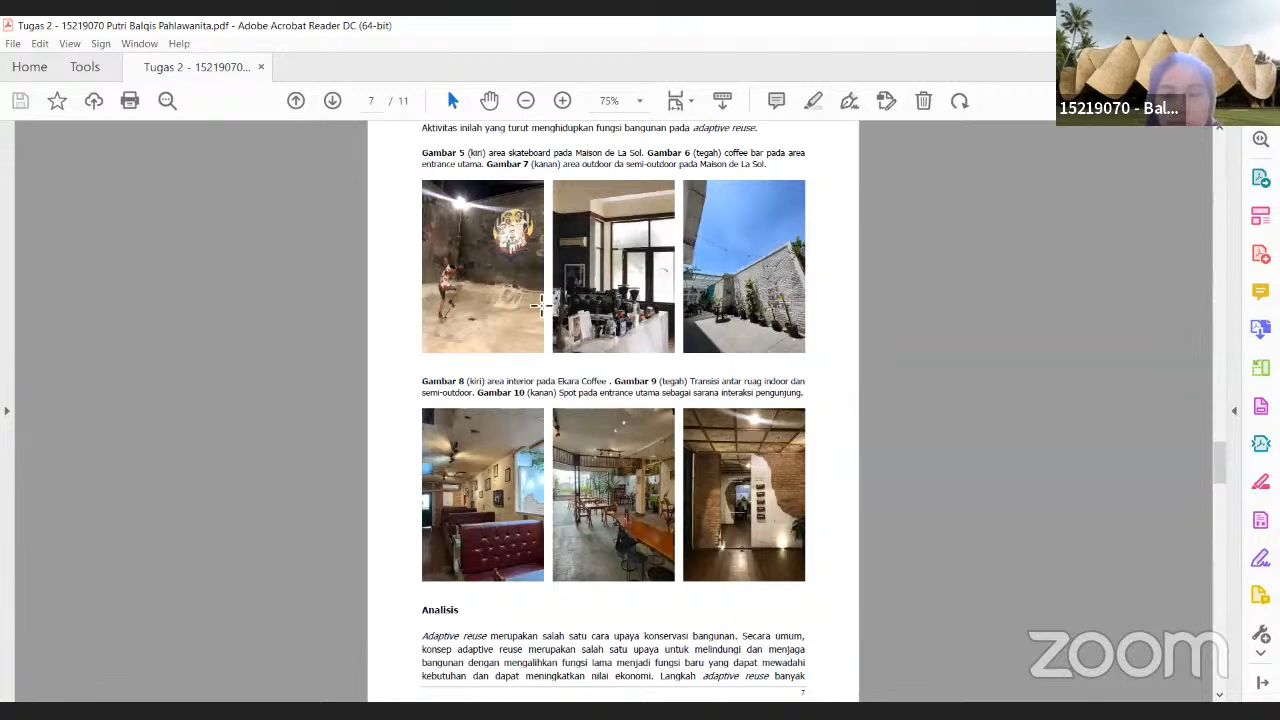 Tugas 2 - 15219070 Putri Balqis Pahlawanita.pdf - Adobe Acrobat Reader DC (64-bit)
File Edit View Sign Window Help
Home Tools Tugas 2 - 15219070... ×
7 / 11 75%
15219070 - Bal...
Aktivitas inilah yang turut menghidupkan fungsi bangunan pada adaptive reuse.
Gambar 5 (kiri) area skateboard pada Maison de La Sol. Gambar 6 (tegah) coffee bar pada area
entrance utama. Gambar 7 (kanan) area outdoor da semi-outdoor pada Maison de La Sol.
Gambar 8 (kiri) area interior pada Ekara Coffee . Gambar 9 (tegah) Transisi antar ruag indoor dan
semi-outdoor. Gambar 10 (kanan) Spot pada entrance utama sebagai sarana interaksi pengunjung.
Analisis
Adaptive reuse merupakan salah satu cara upaya konservasi bangunan. Secara umum,
konsep adaptive reuse merupakan salah satu upaya untuk melindungi dan menjaga
bangunan dengan mengalihkan fungsi lama menjadi fungsi baru yang dapat mewadahi
kebutuhan dan dapat meningkatkan nilai ekonomi. Langkah adaptive reuse banyak
7
zoom